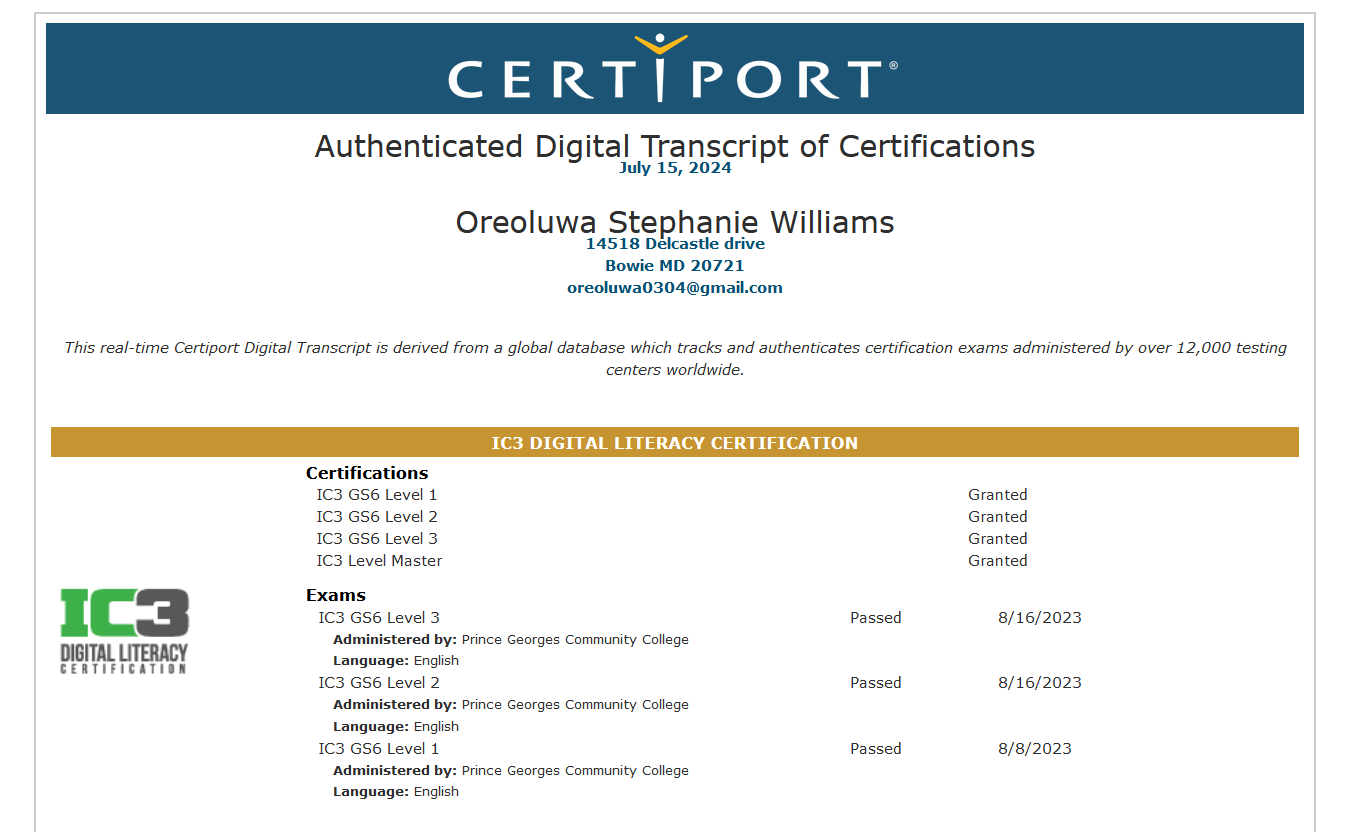 CERTIPORT®
Authenticated Digital Transcript of Certifications
July 15, 2024
Oreoluwa Stephanie Williams
14518 Delcastle drive
Bowie MD 20721
oreoluwa0304@gmail.com
This real-time Certiport Digital Transcript is derived from a global database which tracks and authenticates certification exams administered by over 12,000 testing
centers worldwide.
IC3 DIGITAL LITERACY CERTIFICATION
Certifications
IC3 GS6 Level 1 Granted
IC3 GS6 Level 2 Granted
IC3 GS6 Level 3 Granted
IC3 Level Master Granted
IC3
DIGITAL LITERACY
CERTIFICATION
Exams
IC3 GS6 Level 3 Passed 8/16/2023
Administered by: Prince Georges Community College
Language: English
IC3 GS6 Level 2 Passed 8/16/2023
Administered by: Prince Georges Community College
Language: English
IC3 GS6 Level 1 Passed 8/8/2023
Administered by: Prince Georges Community College
Language: English